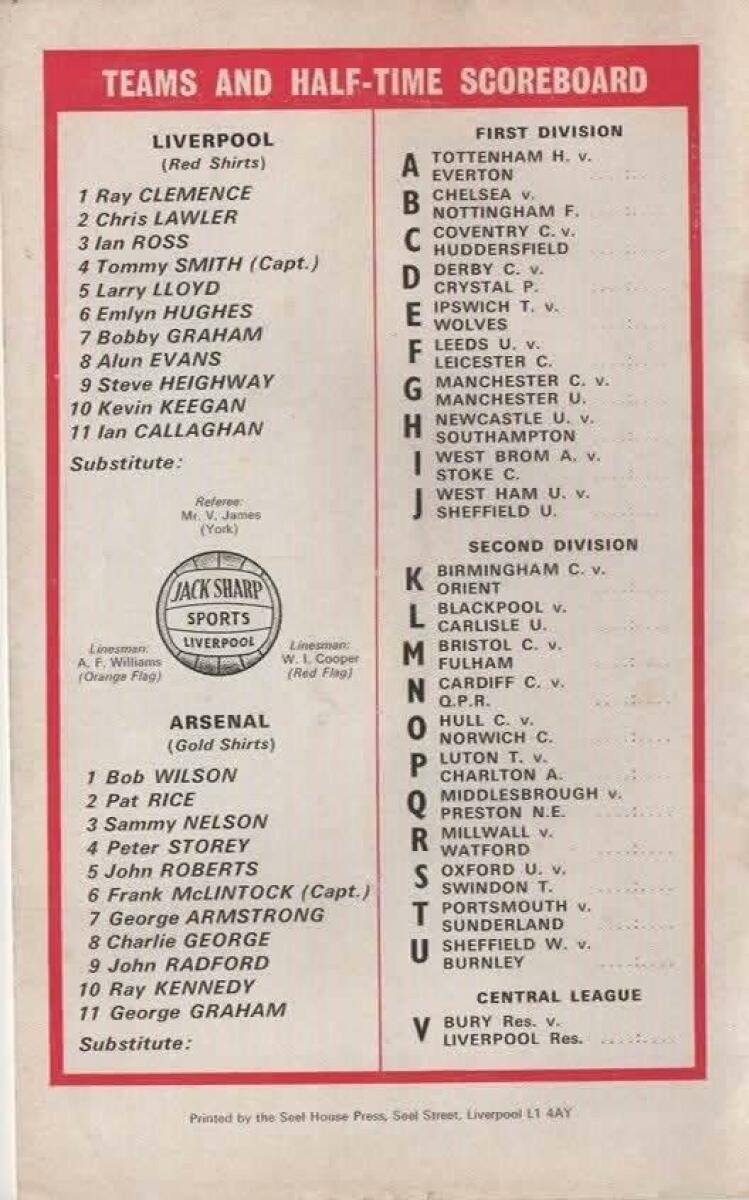 TEAMS AND HALF-TIME SCOREBOARD
LIVERPOOL
(Red Shirts)
1 Ray CLEMENCE
2 Chris LAWLER
3 Ian ROSS
4 Tommy SMITH (Capt.)
5 Larry LLOYD
6 Emlyn HUGHES
7 Bobby GRAHAM
8 Alun EVANS
9 Steve HEIGHWAY
10 Kevin KEEGAN
11 Ian CALLAGHAN
Substitute:
Referee:
Mr. V. James
(York)
JACK SHARP
SPORTS
LIVERPOOL
Linesman:
A. F. Williams
(Orange Flag)
Linesman:
W. I. Cooper
(Red Flag)
ARSENAL
(Gold Shirts)
1 Bob WILSON
2 Pat RICE
3 Sammy NELSON
4 Peter STOREY
5 John ROBERTS
6 Frank McLINTOCK (Capt.)
7 George ARMSTRONG
8 Charlie GEORGE
9 John RADFORD
10 Ray KENNEDY
11 George GRAHAM
Substitute:
FIRST DIVISION
A TOTTENHAM H. v.
EVERTON
B CHELSEA v.
NOTTINGHAM F.
C COVENTRY C. v.
HUDDERSFIELD
D DERBY C. v.
CRYSTAL P.
E IPSWICH T. v.
WOLVES
F LEEDS U. v.
LEICESTER C.
G MANCHESTER C. v.
MANCHESTER U.
H NEWCASTLE U. v.
SOUTHAMPTON
I WEST BROM A. v.
STOKE C.
J WEST HAM U. v.
SHEFFIELD U.
SECOND DIVISION
K BIRMINGHAM C. v.
ORIENT
L BLACKPOOL v.
CARLISLE U.
M BRISTOL C. v.
FULHAM
N CARDIFF C. v.
Q.P.R.
O HULL C. v.
NORWICH C.
P LUTON T. v.
CHARLTON A.
Q MIDDLESBROUGH v.
PRESTON N.E.
R MILLWALL v.
WATFORD
S OXFORD U. v.
SWINDON T.
T PORTSMOUTH v.
SUNDERLAND
U SHEFFIELD W. v.
BURNLEY
CENTRAL LEAGUE
V BURY Res. v.
LIVERPOOL Res.
Printed by the Seel House Press, Seel Street, Liverpool L1 4AY